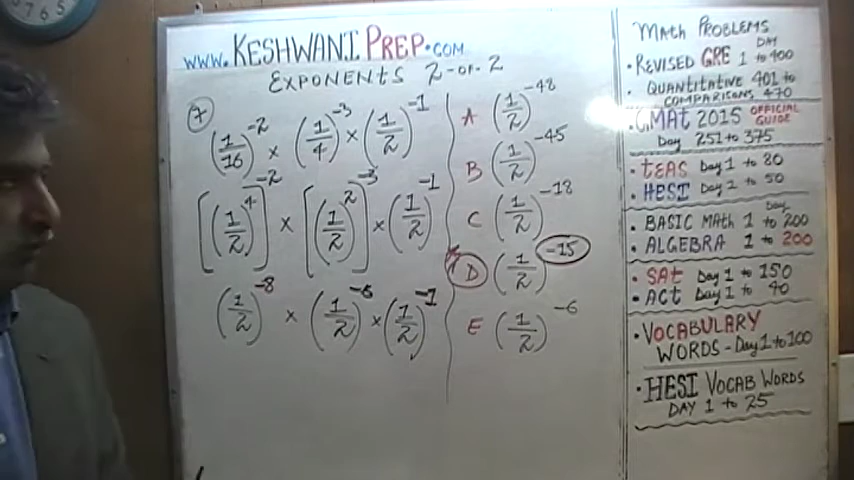 www.KESHWANIPREP.COM
EXPONENTS 2-OF-2
7
(1/16)^-2 × (1/4)^-3 × (1/2)^-1
[(1/2)^4]^-2 × [(1/2)^2]^-3 × (1/2)^-1
(1/2)^-8 × (1/2)^-6 × (1/2)^-1
A (1/2)^-48
B (1/2)^-45
C (1/2)^-18
D (1/2)^-15
E (1/2)^-6
MATH PROBLEMS
DAY
• REVISED GRE 1 to 400
• QUANTITATIVE 401 to
COMPARISONS 470
• GMAT 2015 OFFICIAL
GUIDE
Day 251 to 375
• TEAS Day 1 to 80
• HESI Day 1 to 50
Day
• BASIC MATH 1 to 200
• ALGEBRA 1 to 200
• SAT Day 1 to 150
• ACT Day 1 to 40
• VOCABULARY
WORDS - Day 1 to 100
• HESI VOCAB WORDS
DAY 1 to 25
7 6 5